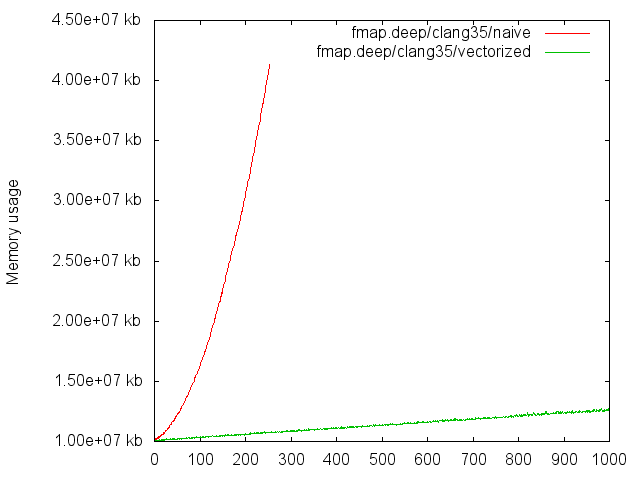 4.50e+07 kb
fmap.deep/clang35/naive
fmap.deep/clang35/vectorized
4.00e+07 kb
3.50e+07 kb
3.00e+07 kb
Memory usage
2.50e+07 kb
2.00e+07 kb
1.50e+07 kb
1.00e+07 kb
0 100 200 300 400 500 600 700 800 900 1000